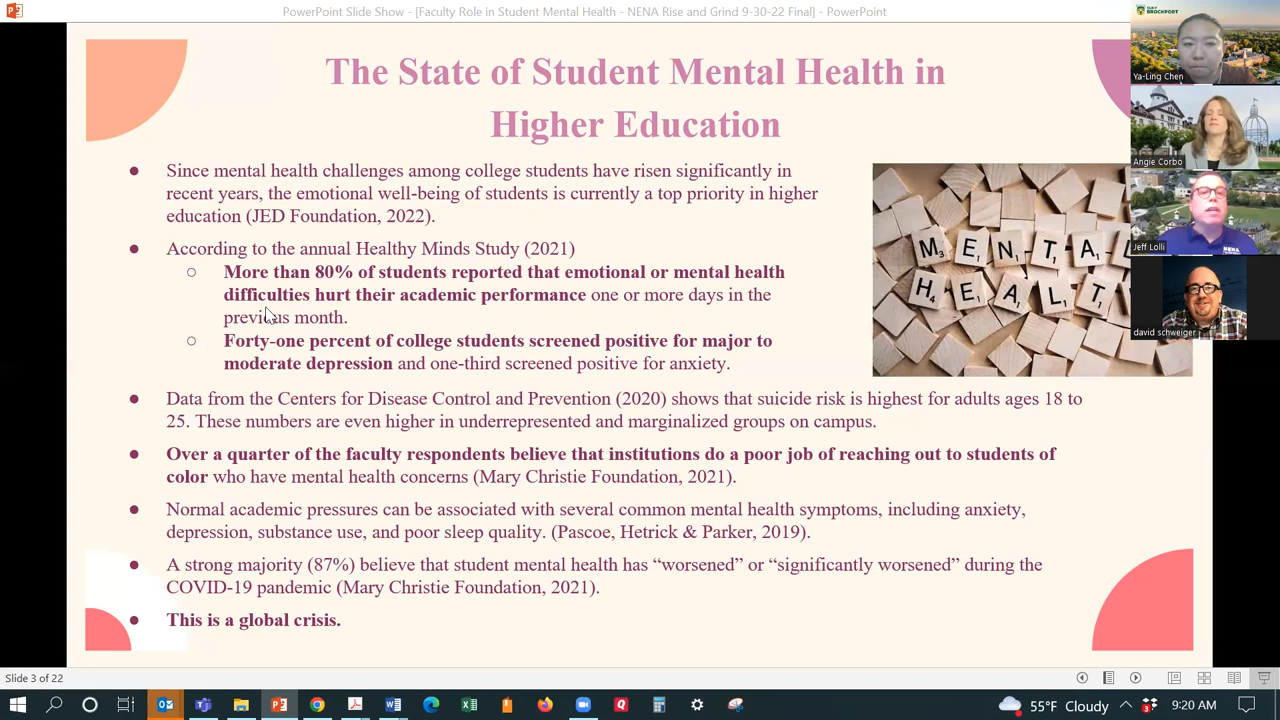 PowerPoint Slide Show - [Faculty Role in Student Mental Health - NENA Rise and Grind 9-30-22 Final] - PowerPoint
The State of Student Mental Health in
Higher Education
● Since mental health challenges among college students have risen significantly in
recent years, the emotional well-being of students is currently a top priority in higher
education (JED Foundation, 2022).
● According to the annual Healthy Minds Study (2021)
○ More than 80% of students reported that emotional or mental health
difficulties hurt their academic performance one or more days in the
previous month.
○ Forty-one percent of college students screened positive for major to
moderate depression and one-third screened positive for anxiety.
● Data from the Centers for Disease Control and Prevention (2020) shows that suicide risk is highest for adults ages 18 to
25. These numbers are even higher in underrepresented and marginalized groups on campus.
● Over a quarter of the faculty respondents believe that institutions do a poor job of reaching out to students of
color who have mental health concerns (Mary Christie Foundation, 2021).
● Normal academic pressures can be associated with several common mental health symptoms, including anxiety,
depression, substance use, and poor sleep quality. (Pascoe, Hetrick & Parker, 2019).
● A strong majority (87%) believe that student mental health has “worsened” or “significantly worsened” during the
COVID-19 pandemic (Mary Christie Foundation, 2021).
● This is a global crisis.
MENTAL
HEALT
BROCKPORT
Ya-Ling Chen
Angie Corbo
NENA
Jeff Lolli
david schweiger
Slide 3 of 22
55°F Cloudy
9:20 AM